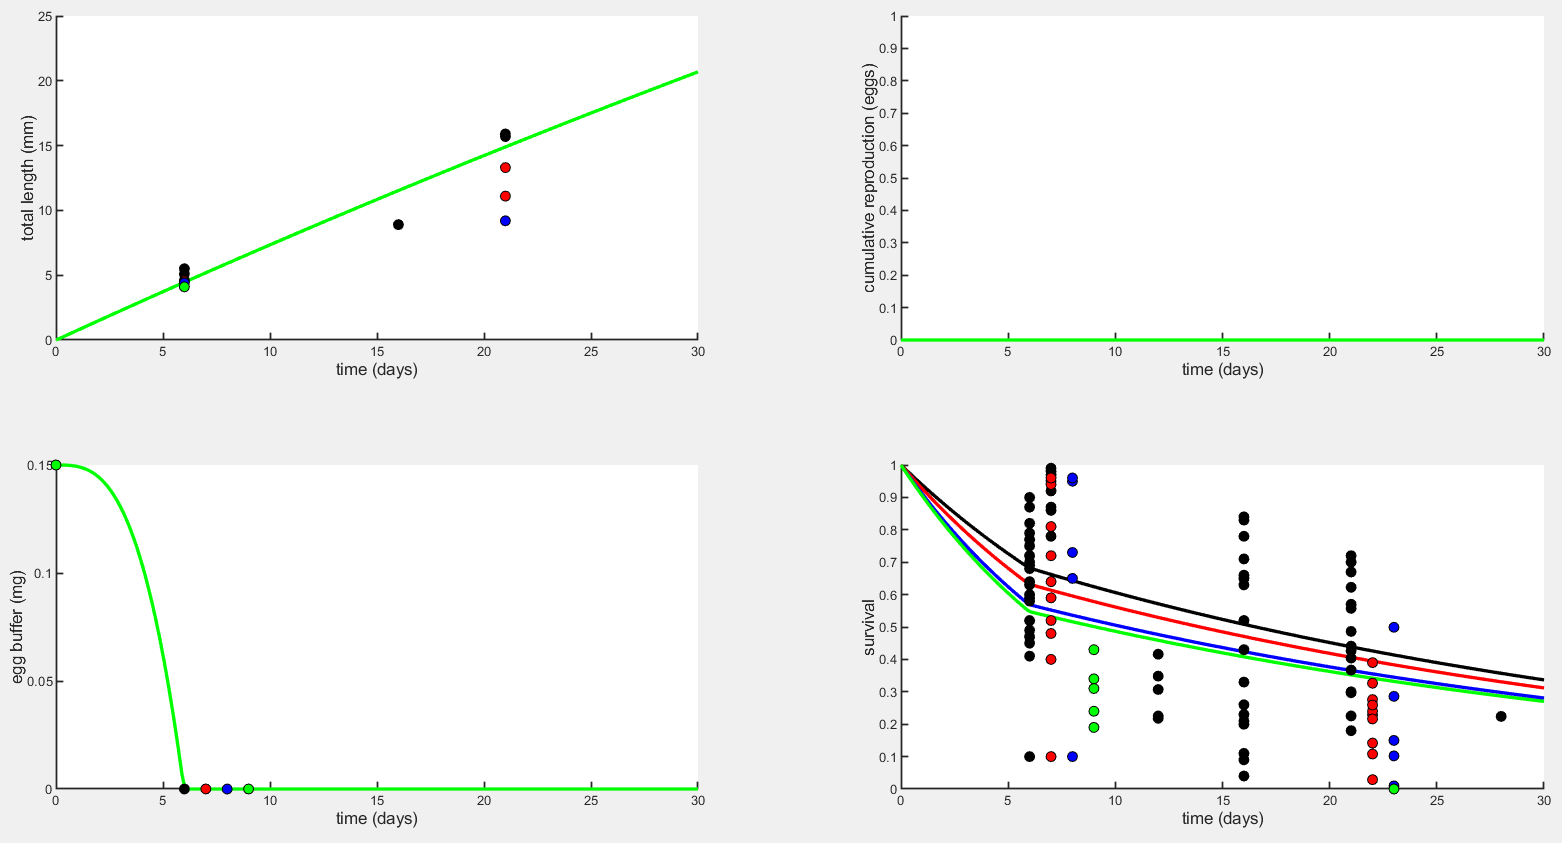 25
20
15
10
5
0
total length (mm)
0 5 10 15 20 25 30
time (days)
1
0.9
0.8
0.7
0.6
0.5
0.4
0.3
0.2
0.1
0
cumulative reproduction (eggs)
0 5 10 15 20 25 30
time (days)
0.15
0.1
0.05
0
egg buffer (mg)
0 5 10 15 20 25 30
time (days)
1
0.9
0.8
0.7
0.6
0.5
0.4
0.3
0.2
0.1
0
survival
0 5 10 15 20 25 30
time (days)